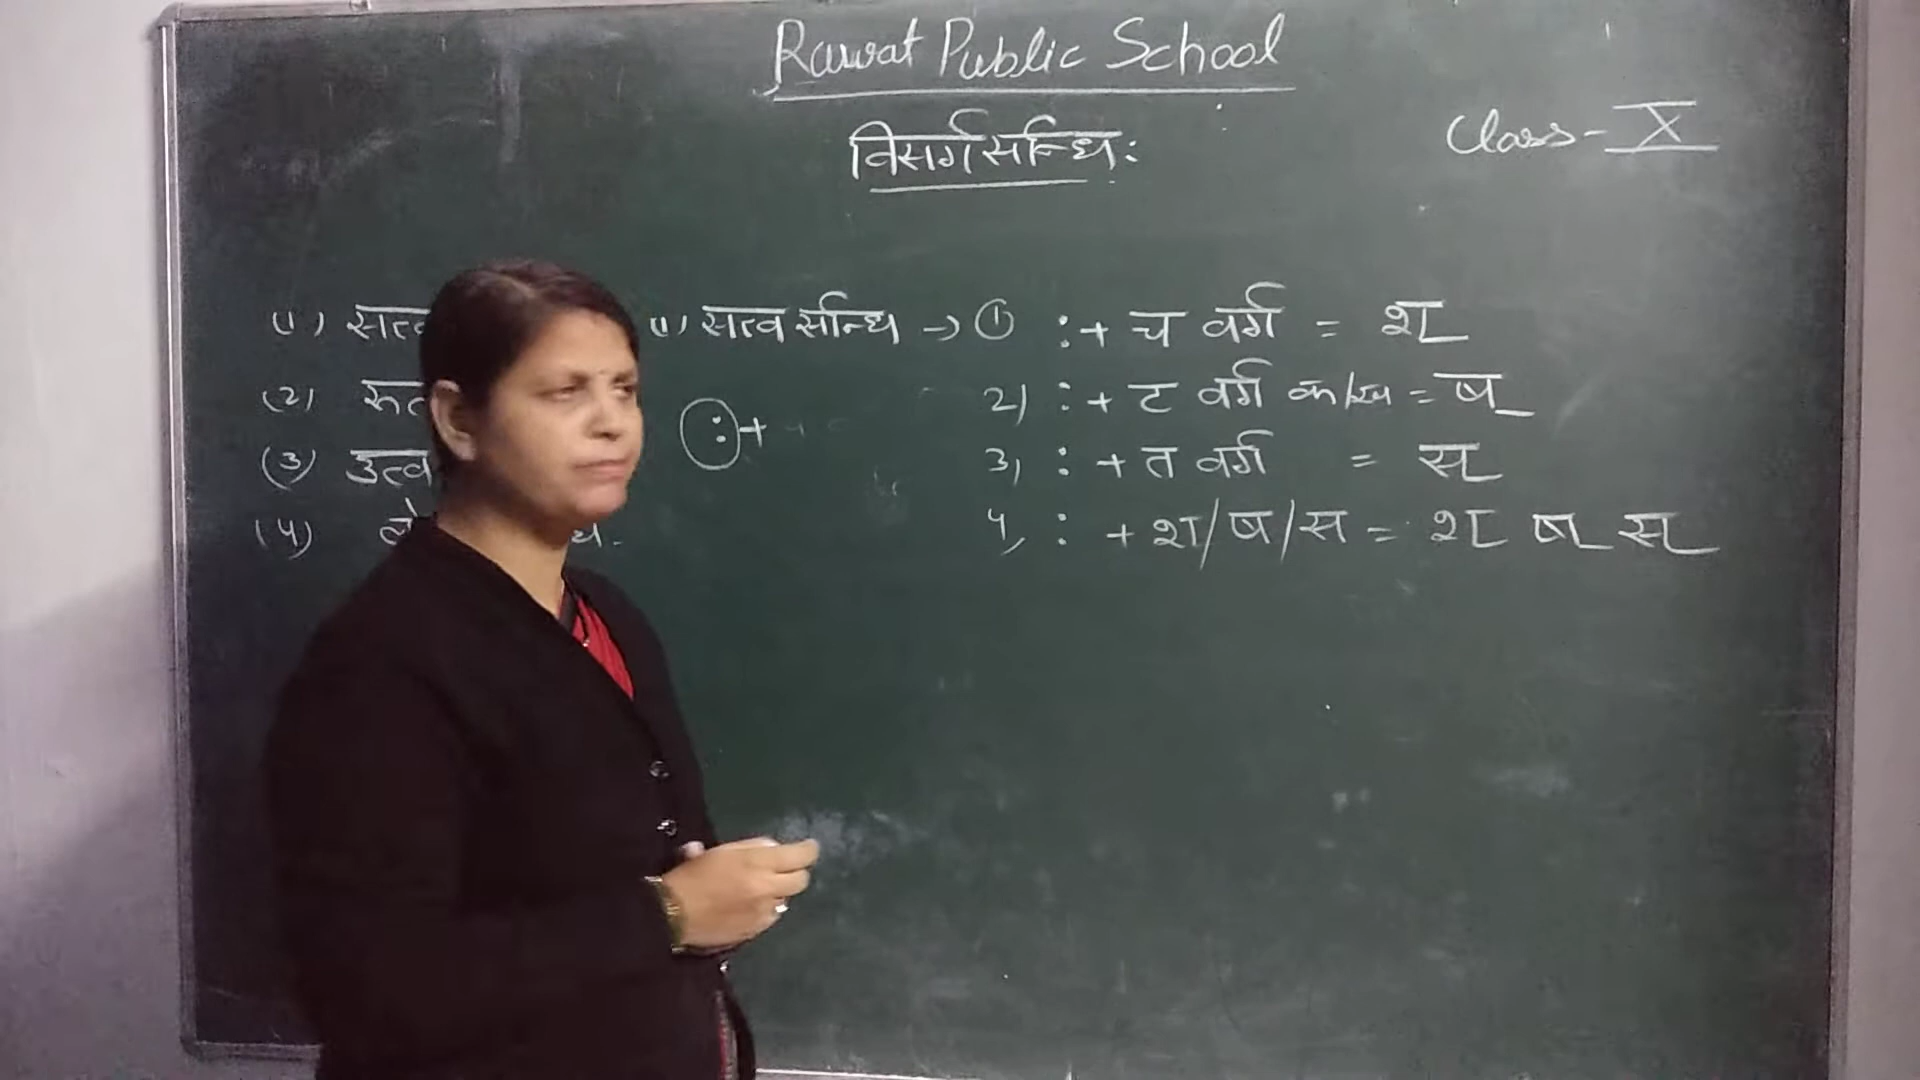 Rawat Public School
विसर्ग सन्धि:
Class - X
(1) सत्व
(2) रूत
(3) उत्व
(4)
(1) सत्व सन्धि → ① : + च वर्ग = श्
2) : + ट वर्ग क/ख = ष्
3) : + त वर्ग = स्
4) : + श/ष/स = श् ष् स्
: +